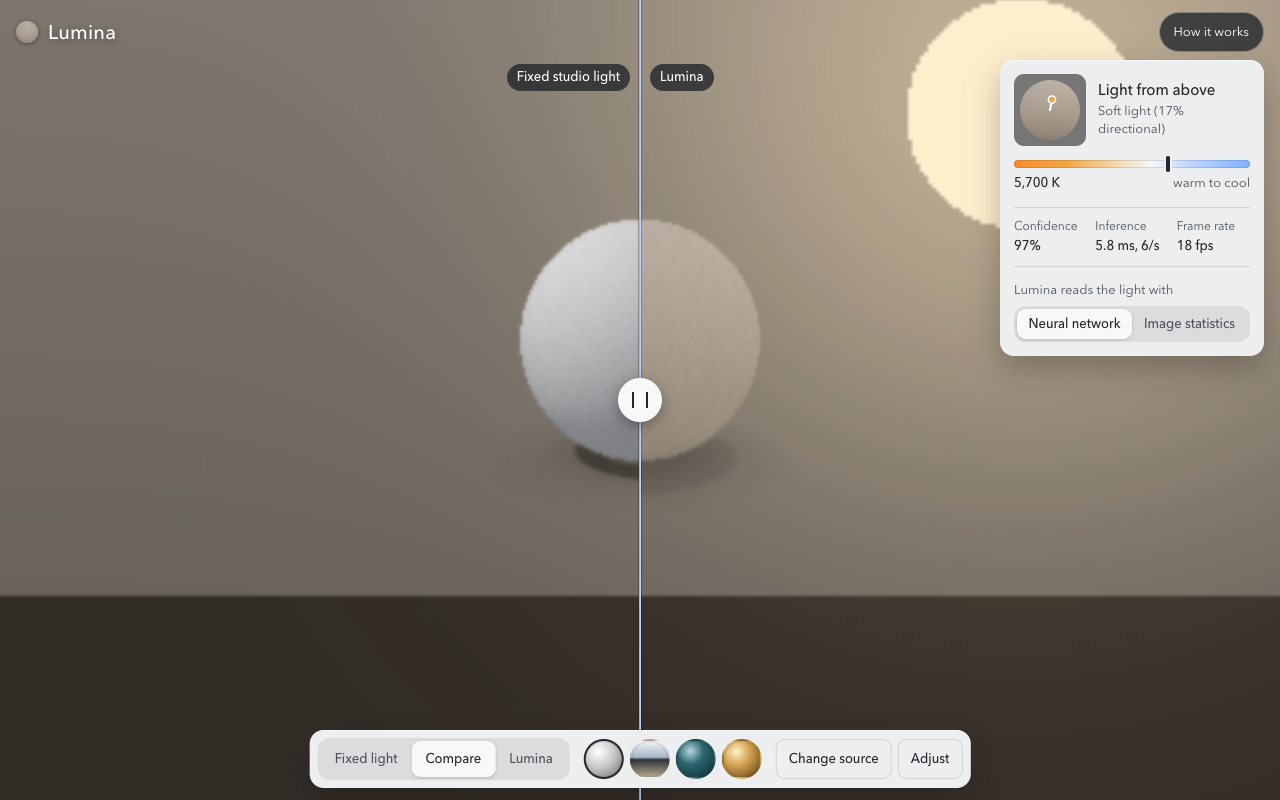 Lumina
How it works
Fixed studio light
Lumina
Light from above
Soft light (17%
directional)
5,700 K
warm to cool
Confidence
Inference
Frame rate
97%
5.8 ms, 6/s
18 fps
Lumina reads the light with
Neural network
Image statistics
Fixed light
Compare
Lumina
Change source
Adjust